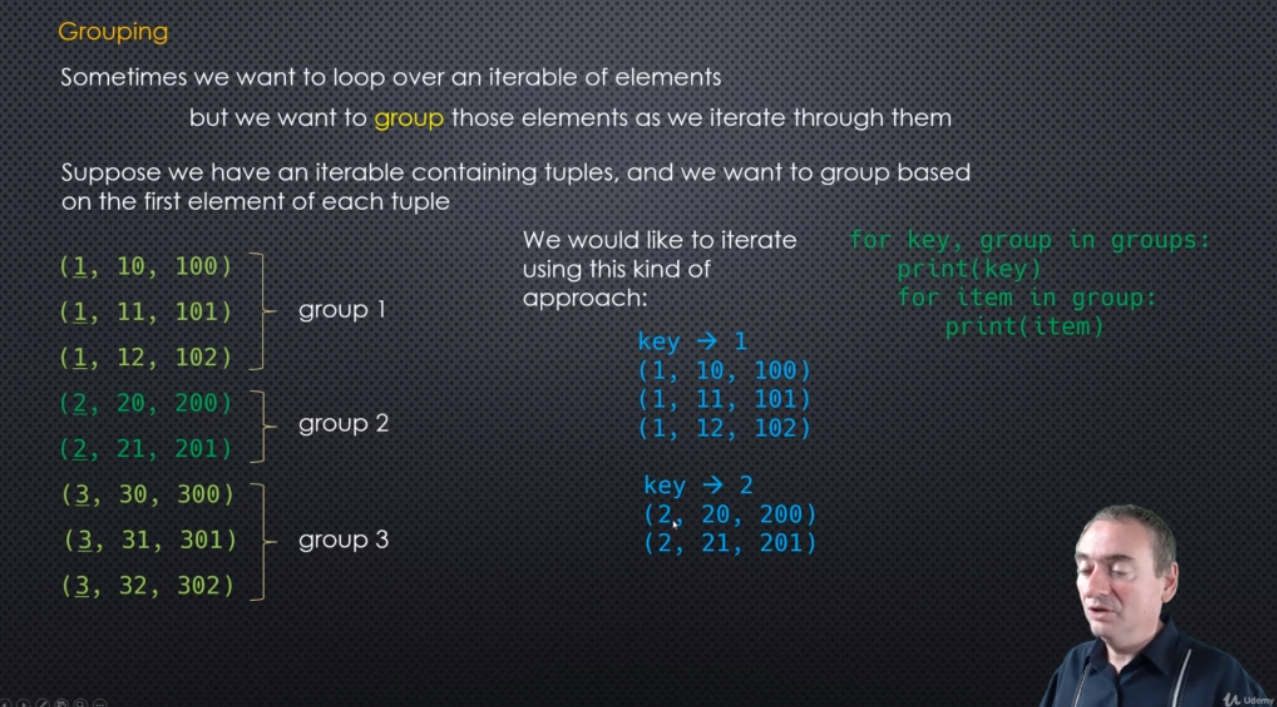 Grouping
Sometimes we want to loop over an iterable of elements
but we want to group those elements as we iterate through them
Suppose we have an iterable containing tuples, and we want to group based
on the first element of each tuple
(1, 10, 100)
(1, 11, 101)
(1, 12, 102)
group 1
(2, 20, 200)
(2, 21, 201)
group 2
(3, 30, 300)
(3, 31, 301)
(3, 32, 302)
group 3
We would like to iterate
using this kind of
approach:
for key, group in groups:
    print(key)
    for item in group:
        print(item)
key → 1
(1, 10, 100)
(1, 11, 101)
(1, 12, 102)
key → 2
(2, 20, 200)
(2, 21, 201)
Udemy